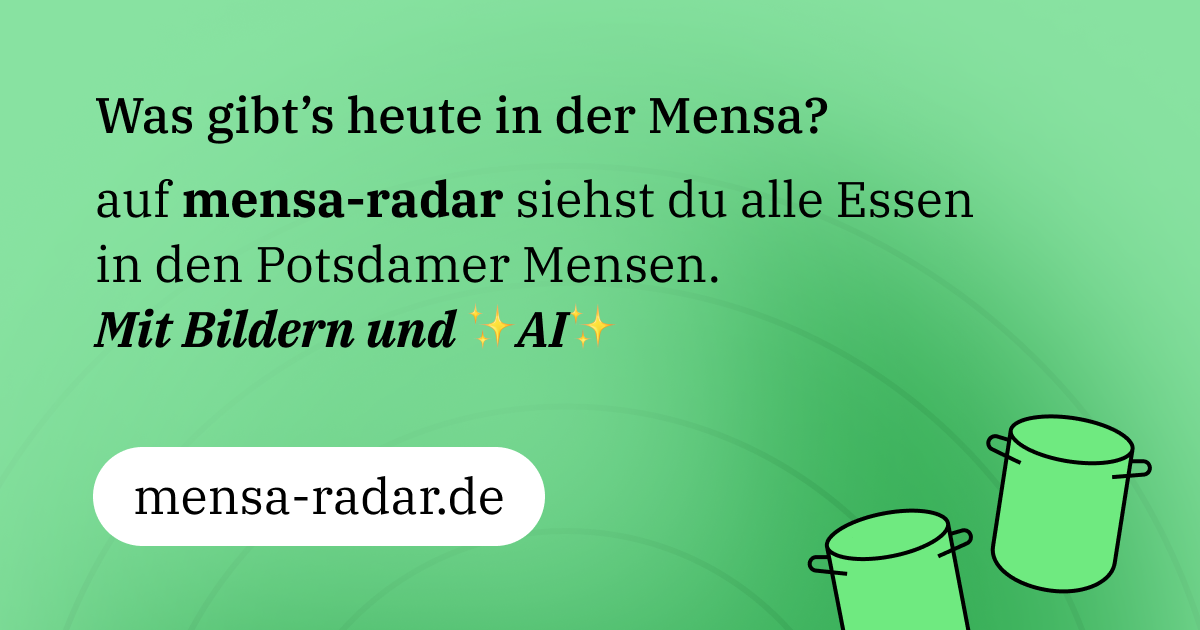 Was gibt’s heute in der Mensa?
auf mensa-radar siehst du alle Essen
in den Potsdamer Mensen.
Mit Bildern und ✨AI✨
mensa-radar.de